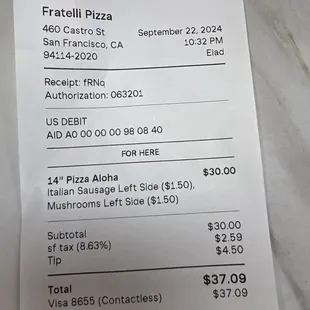 Fratelli Pizza
460 Castro St
San Francisco, CA
94114-2020
September 22, 2024
10:32 PM
Elad
Receipt: fRNq
Authorization: 063201
US DEBIT
AID A0 00 00 00 98 08 40
FOR HERE
14" Pizza Aloha $30.00
Italian Sausage Left Side ($1.50),
Mushrooms Left Side ($1.50)
Subtotal $30.00
sf tax (8.63%) $2.59
Tip $4.50
Total $37.09
Visa 8655 (Contactless) $37.09